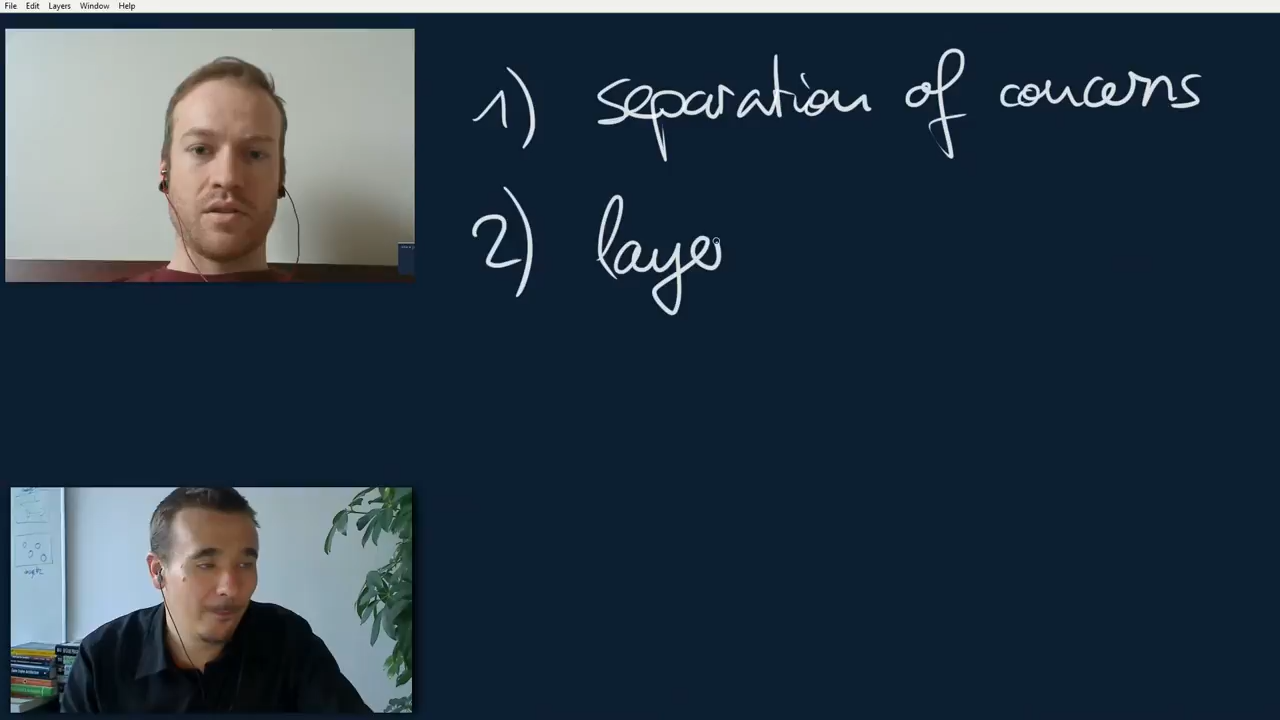 File Edit Layers Window Help
1) separation of concerns
2) laye